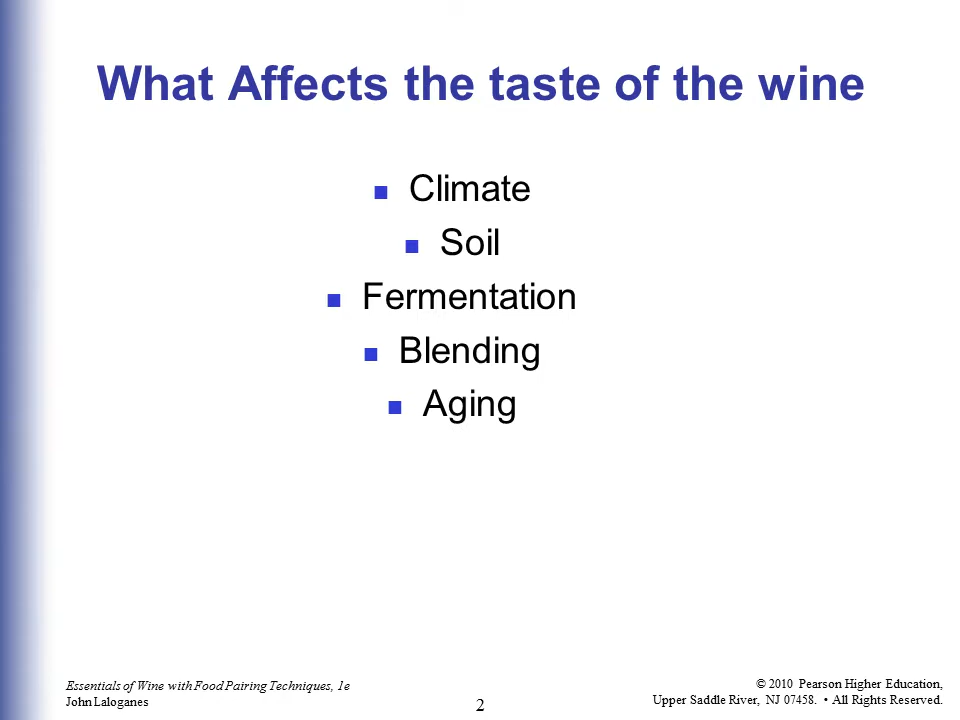 What Affects the taste of the wine
■ Climate
■ Soil
■ Fermentation
■ Blending
■ Aging
Essentials of Wine with Food Pairing Techniques, 1e
John Laloganes
2
© 2010 Pearson Higher Education,
Upper Saddle River, NJ 07458. • All Rights Reserved.